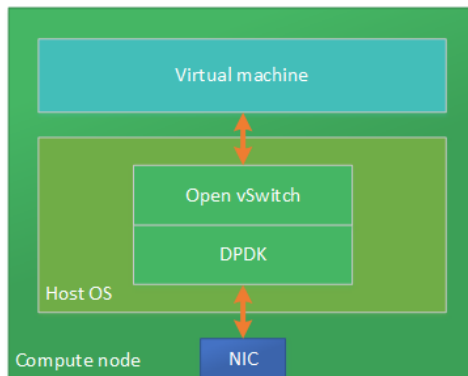 Virtual machine
Open vSwitch
DPDK
Host OS
NIC
Compute node